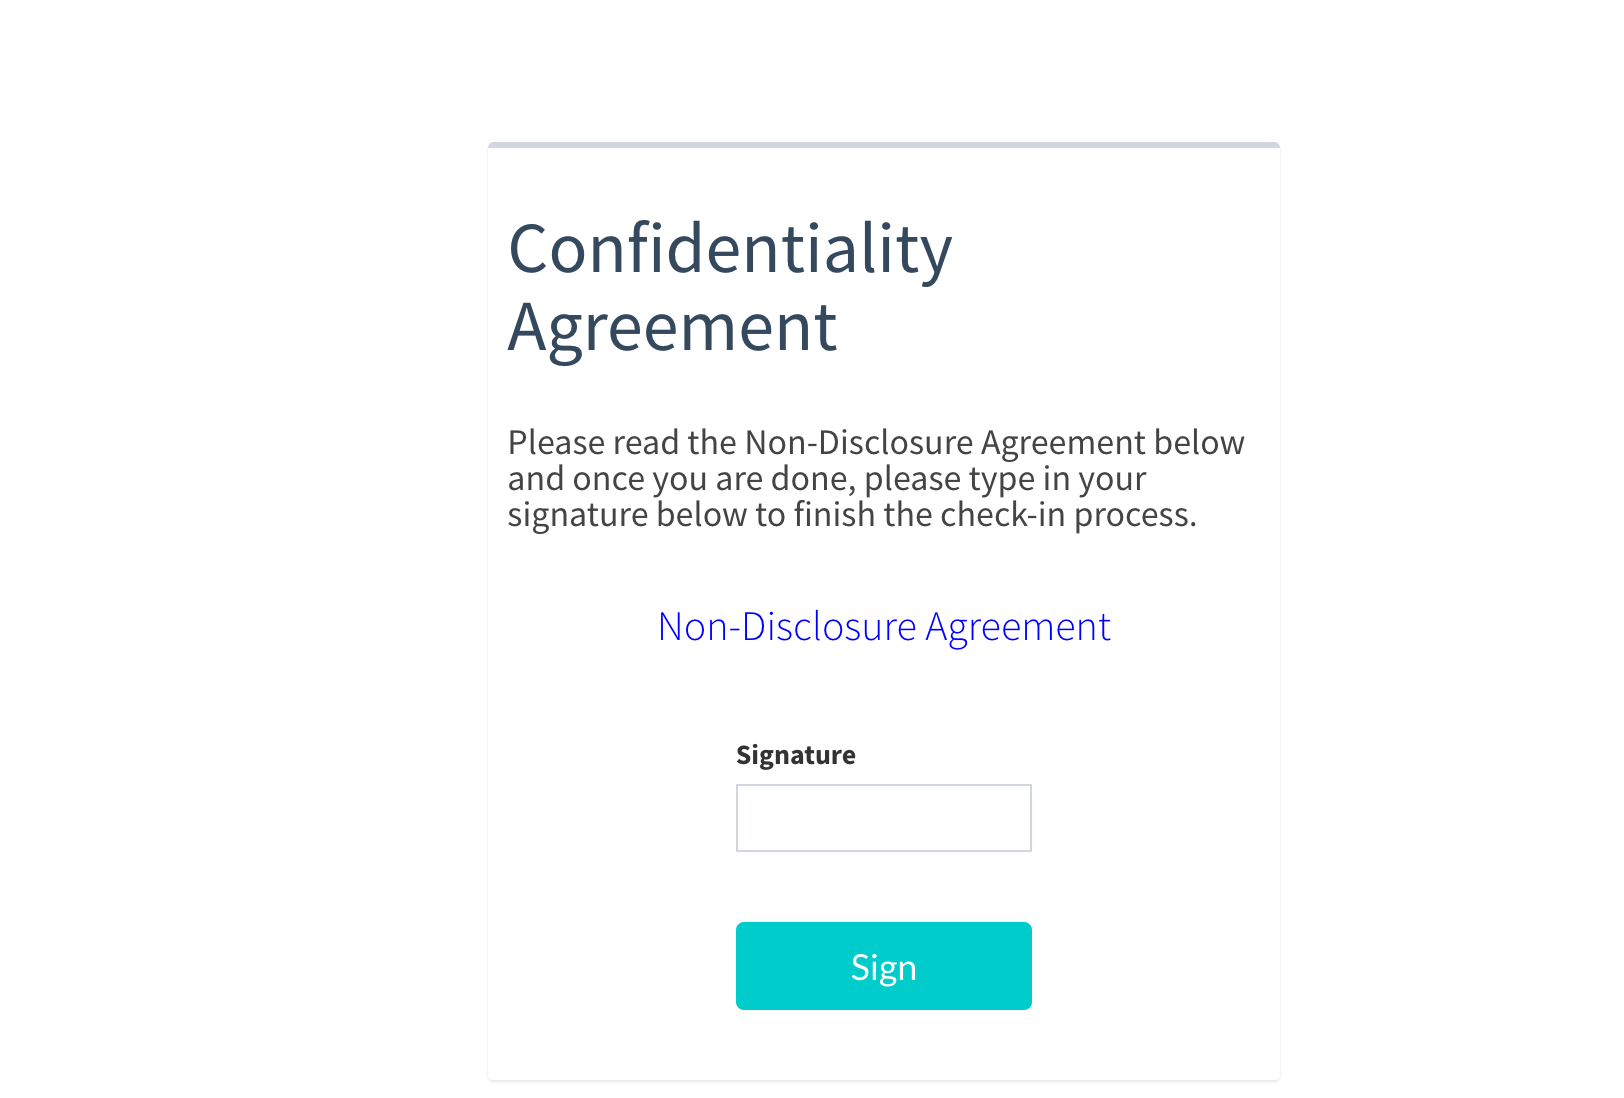 Confidentiality
Agreement
Please read the Non-Disclosure Agreement below
and once you are done, please type in your
signature below to finish the check-in process.
Non-Disclosure Agreement
Signature
Sign